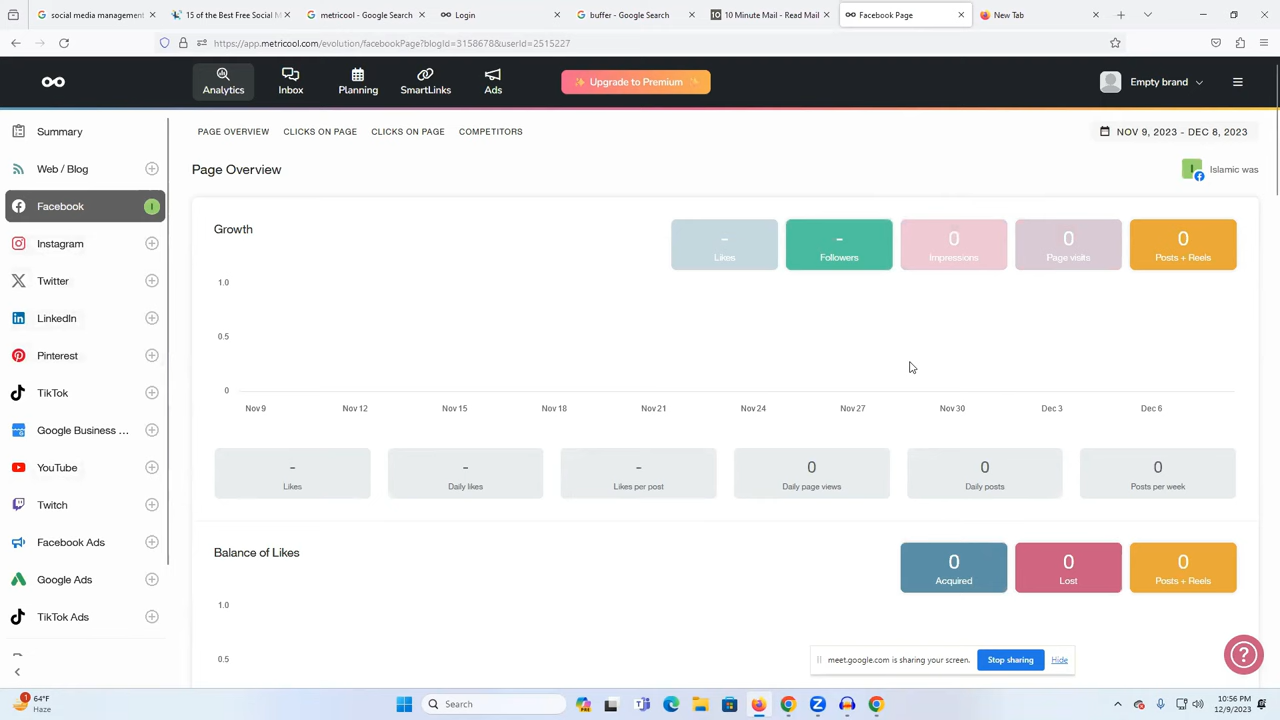 social media management
15 of the Best Free Social M
metricool - Google Search
Login
buffer - Google Search
10 Minute Mail - Read Mail
Facebook Page
New Tab
https://app.metricool.com/evolution/facebookPage?blogId=3158678&userId=2515227
Analytics
Inbox
Planning
SmartLinks
Ads
Upgrade to Premium
Empty brand
Summary
Web / Blog
Facebook
I
Instagram
Twitter
LinkedIn
Pinterest
TikTok
Google Business ...
YouTube
Twitch
Facebook Ads
Google Ads
TikTok Ads
PAGE OVERVIEW CLICKS ON PAGE CLICKS ON PAGE COMPETITORS
NOV 9, 2023 - DEC 8, 2023
Page Overview
I
Islamic was
Growth
-
Likes
-
Followers
0
Impressions
0
Page visits
0
Posts + Reels
1.0
0.5
0
Nov 9 Nov 12 Nov 15 Nov 18 Nov 21 Nov 24 Nov 27 Nov 30 Dec 3 Dec 6
-
Likes
-
Daily likes
-
Likes per post
0
Daily page views
0
Daily posts
0
Posts per week
Balance of Likes
0
Acquired
0
Lost
0
Posts + Reels
1.0
0.5
meet.google.com is sharing your screen.
Stop sharing
Hide
?
1
64°F
Haze
Search
10:56 PM
12/9/2023